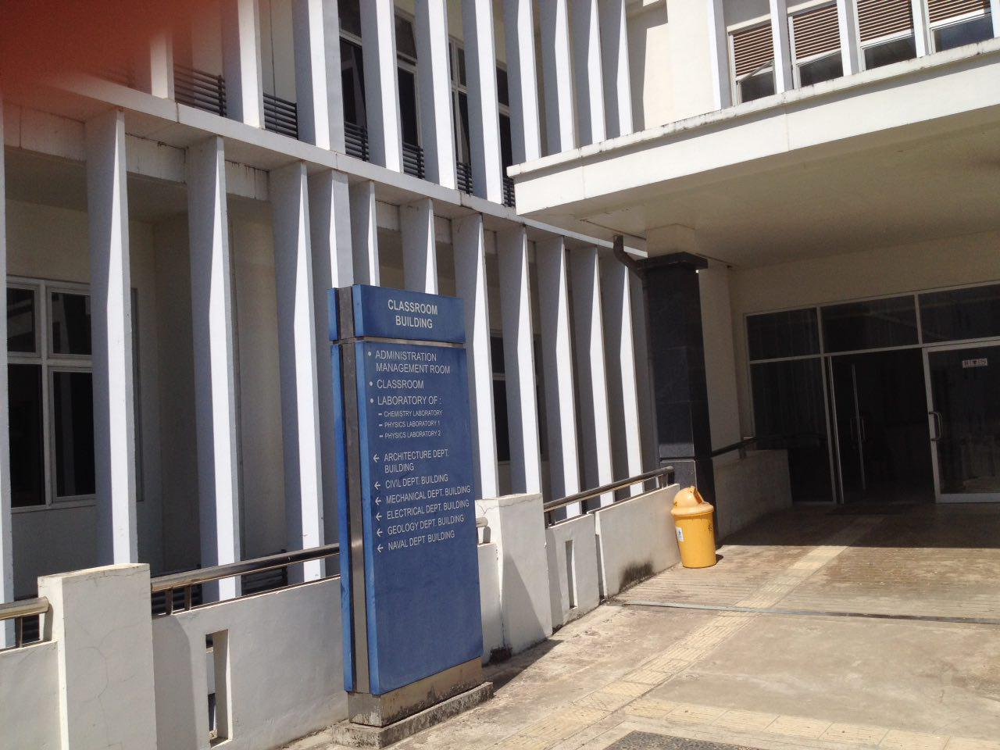 CLASSROOM
BUILDING
• ADMINISTRATION
MANAGEMENT ROOM
• CLASSROOM
• LABORATORY OF :
– CHEMISTRY LABORATORY
– PHYSICS LABORATORY 1
– PHYSICS LABORATORY 2
← ARCHITECTURE DEPT.
BUILDING
← CIVIL DEPT. BUILDING
← MECHANICAL DEPT. BUILDING
← ELECTRICAL DEPT. BUILDING
← GEOLOGY DEPT. BUILDING
← NAVAL DEPT BUILDING